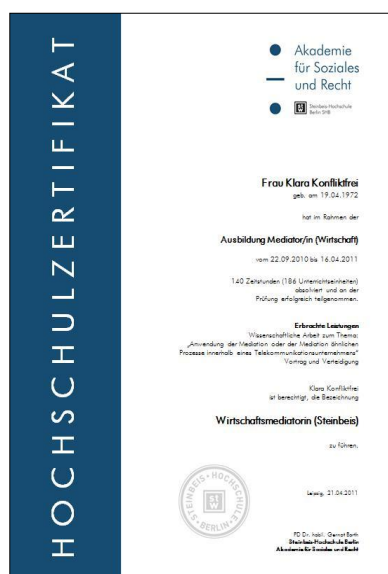 HOCHSCHULZERTIFIKAT
Akademie
für Soziales
und Recht
Steinbeis-Hochschule
Berlin SHB
Frau Klara Konfliktfrei
geb. am 19.04.1972
hat im Rahmen der
Ausbildung Mediator/in (Wirtschaft)
vom 22.09.2010 bis 16.04.2011
140 Zeitstunden (186 Unterrichtseinheiten)
absolviert und an der
Prüfung erfolgreich teilgenommen.
Erbrachte Leistungen
Wissenschaftliche Arbeit zum Thema:
„Anwendung der Mediation oder der Mediation ähnlichen
Prozesse innerhalb eines Telekommunikationsunternehmens"
Vortrag und Verteidigung
Klara Konfliktfrei
ist berechtigt, die Bezeichnung
Wirtschaftsmediatorin (Steinbeis)
zu führen.
STEINBEIS-HOCHSCHULE
BERLIN
Leipzig, 21.04.2011
PD Dr. habil. Gernot Barth
Steinbeis-Hochschule Berlin
Akademie für Soziales und Recht